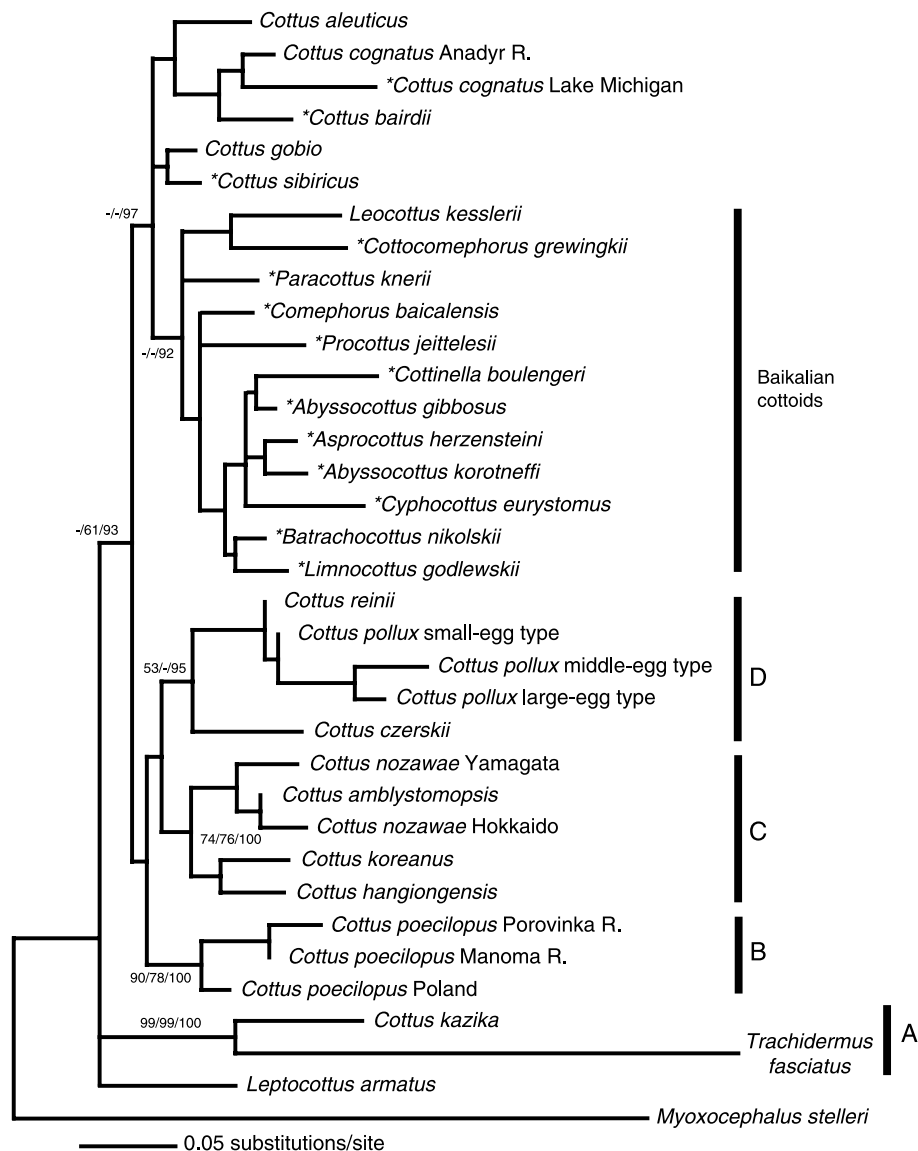 Cottus aleuticus
Cottus cognatus Anadyr R.
*Cottus cognatus Lake Michigan
*Cottus bairdii
Cottus gobio
*Cottus sibiricus
-/-/97
Leocottus kesslerii
*Cottocomephorus grewingkii
*Paracottus knerii
*Comephorus baicalensis
-/-/92
*Procottus jeittelesii
*Cottinella boulengeri
Baikalian
cottoids
*Abyssocottus gibbosus
*Asprocottus herzensteini
*Abyssocottus korotneffi
*Cyphocottus eurystomus
-/61/93
*Batrachocottus nikolskii
*Limnocottus godlewskii
Cottus reinii
Cottus pollux small-egg type
53/-/95
Cottus pollux middle-egg type
D
Cottus pollux large-egg type
Cottus czerskii
Cottus nozawae Yamagata
Cottus amblystomopsis
C
Cottus nozawae Hokkaido
74/76/100
Cottus koreanus
Cottus hangiongensis
Cottus poecilopus Porovinka R.
Cottus poecilopus Manoma R.
B
90/78/100
Cottus poecilopus Poland
99/99/100
Cottus kazika
A
Trachidermus
fasciatus
Leptocottus armatus
Myoxocephalus stelleri
0.05 substitutions/site